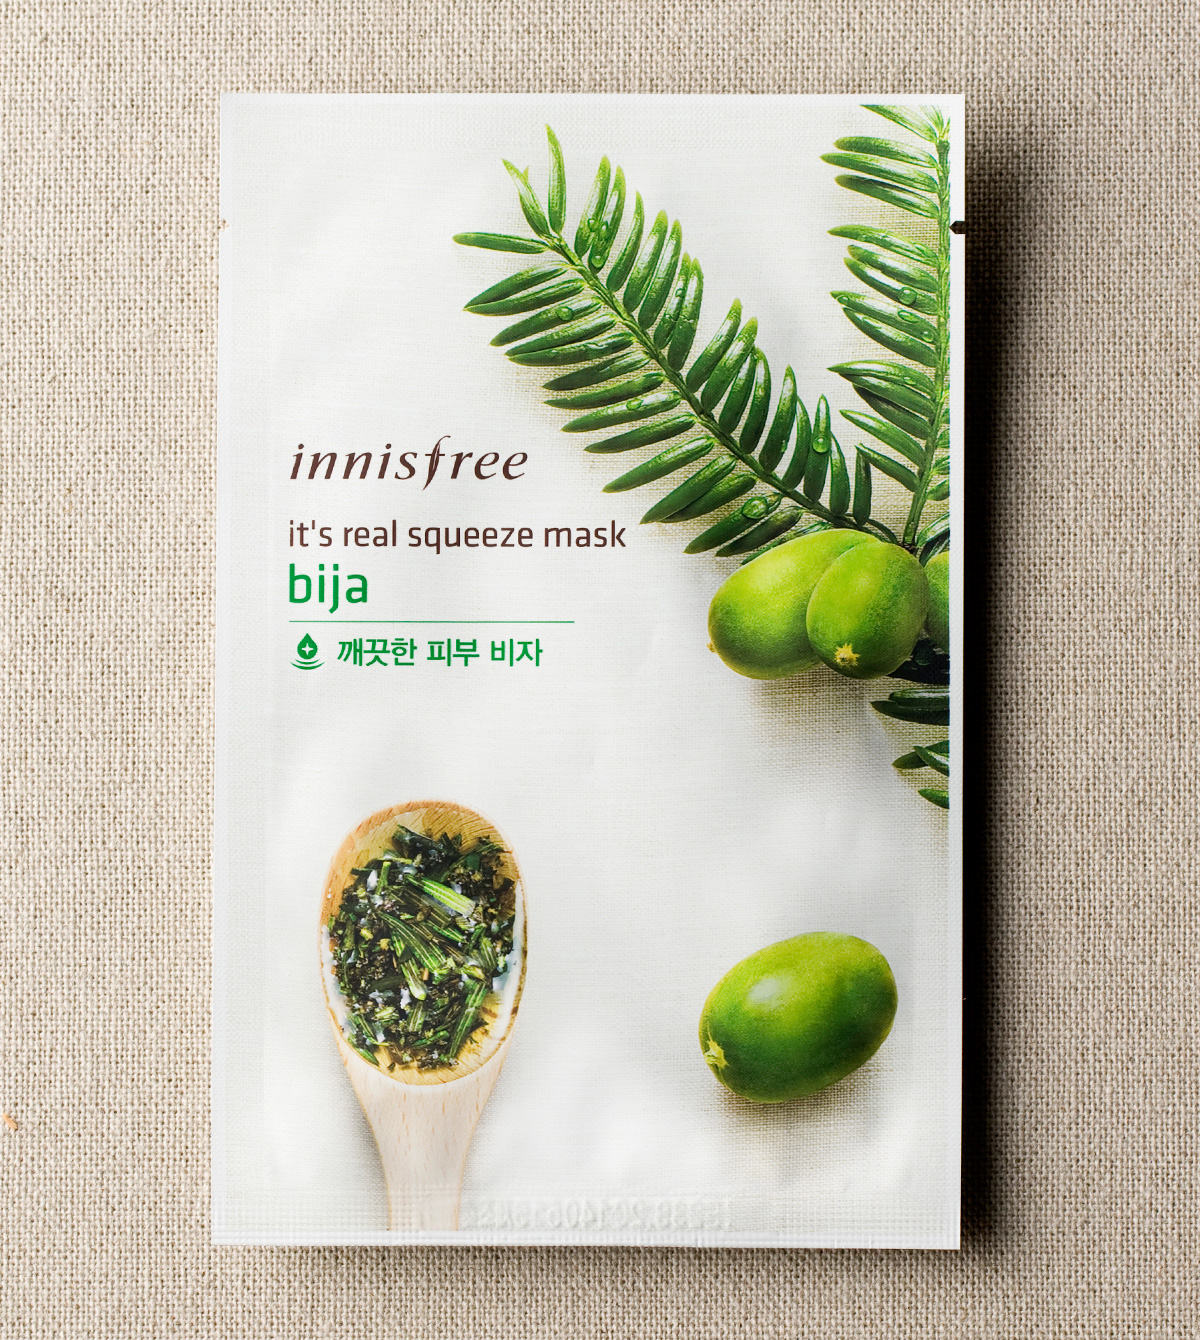 innisfree
it's real squeeze mask
bija
깨끗한 피부 비자